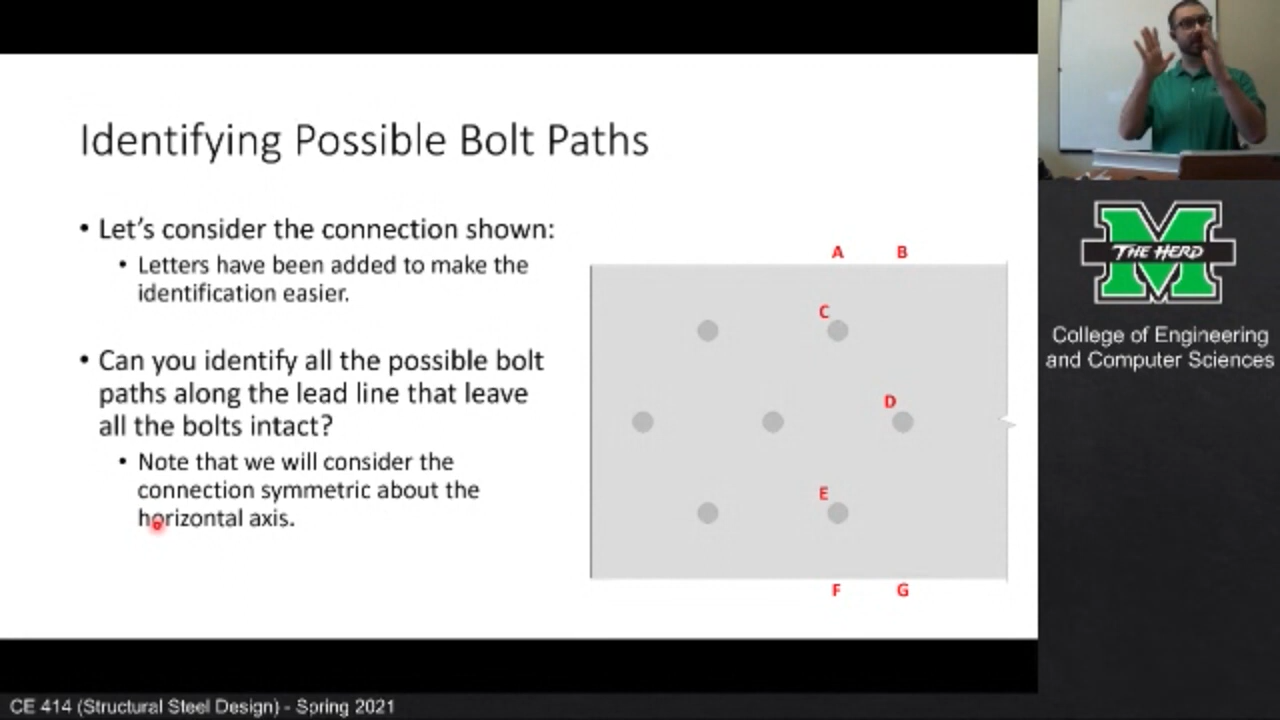 Identifying Possible Bolt Paths
• Let's consider the connection shown:
• Letters have been added to make the
identification easier.
• Can you identify all the possible bolt
paths along the lead line that leave
all the bolts intact?
• Note that we will consider the
connection symmetric about the
horizontal axis.
A B
C
D
E
F G
THE HERD
College of Engineering
and Computer Sciences
CE 414 (Structural Steel Design) - Spring 2021